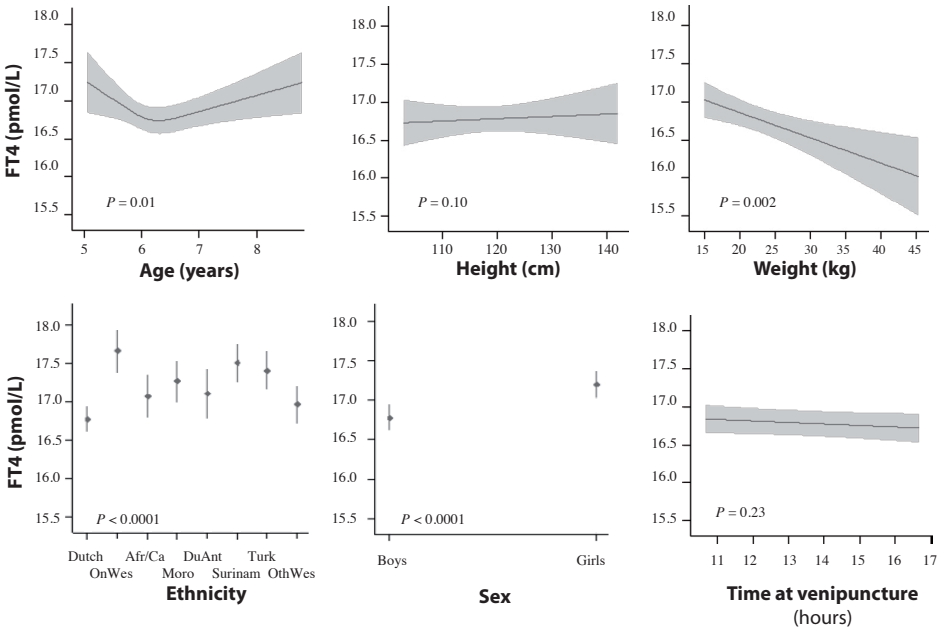 FT4 (pmol/L)
18.0
17.5
17.0
16.5
16.0
15.5
P = 0.01
5 6 7 8
Age (years)
18.0
17.5
17.0
16.5
16.0
15.5
P = 0.10
110 120 130 140
Height (cm)
18.0
17.5
17.0
16.5
16.0
15.5
P = 0.002
15 20 25 30 35 40 45
Weight (kg)
FT4 (pmol/L)
18.0
17.5
17.0
16.5
16.0
15.5
P < 0.0001
Dutch Afr/Ca DuAnt Turk
OnWes Moro Surinam OthWes
Ethnicity
18.0
17.5
17.0
16.5
16.0
15.5
P < 0.0001
Boys Girls
Sex
18.0
17.5
17.0
16.5
16.0
15.5
P = 0.23
11 12 13 14 15 16 17
Time at venipuncture
(hours)